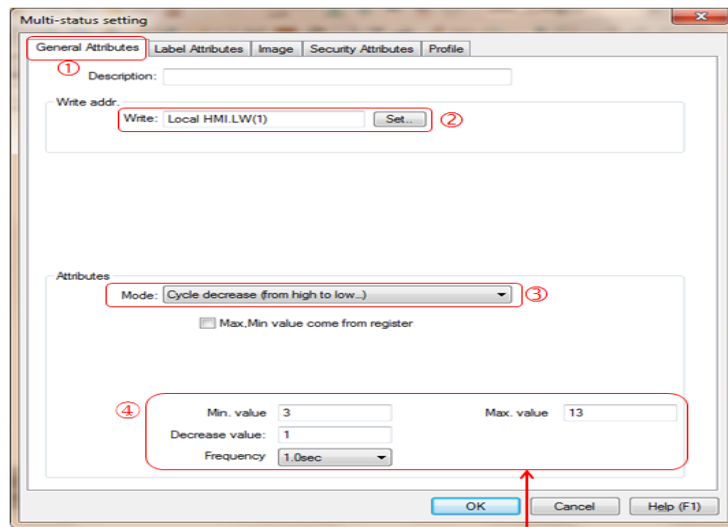 Multi-status setting
General Attributes Label Attributes Image Security Attributes Profile
①
Description:
Write addr.
Write: Local HMI.LW(1) Set.. ②
Attributes
Mode: Cycle decrease (from high to low...) ③
Max,Min value come from register
④
Min. value 3 Max. value 13
Decrease value: 1
Frequency 1.0sec
OK Cancel Help (F1)